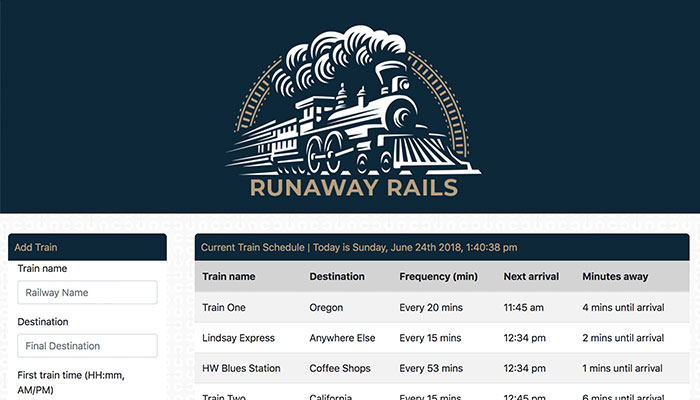 RUNAWAY RAILS
Add Train
Train name
Railway Name
Destination
Final Destination
First train time (HH:mm,
AM/PM)
Current Train Schedule | Today is Sunday, June 24th 2018, 1:40:38 pm
Train name Destination Frequency (min) Next arrival Minutes away
Train One Oregon Every 20 mins 11:45 am 4 mins until arrival
Lindsay Express Anywhere Else Every 15 mins 12:34 pm 2 mins until arrival
HW Blues Station Coffee Shops Every 53 mins 12:34 pm 1 mins until arrival
Train Two California Every 15 mins 12:45 pm 6 mins until arrival